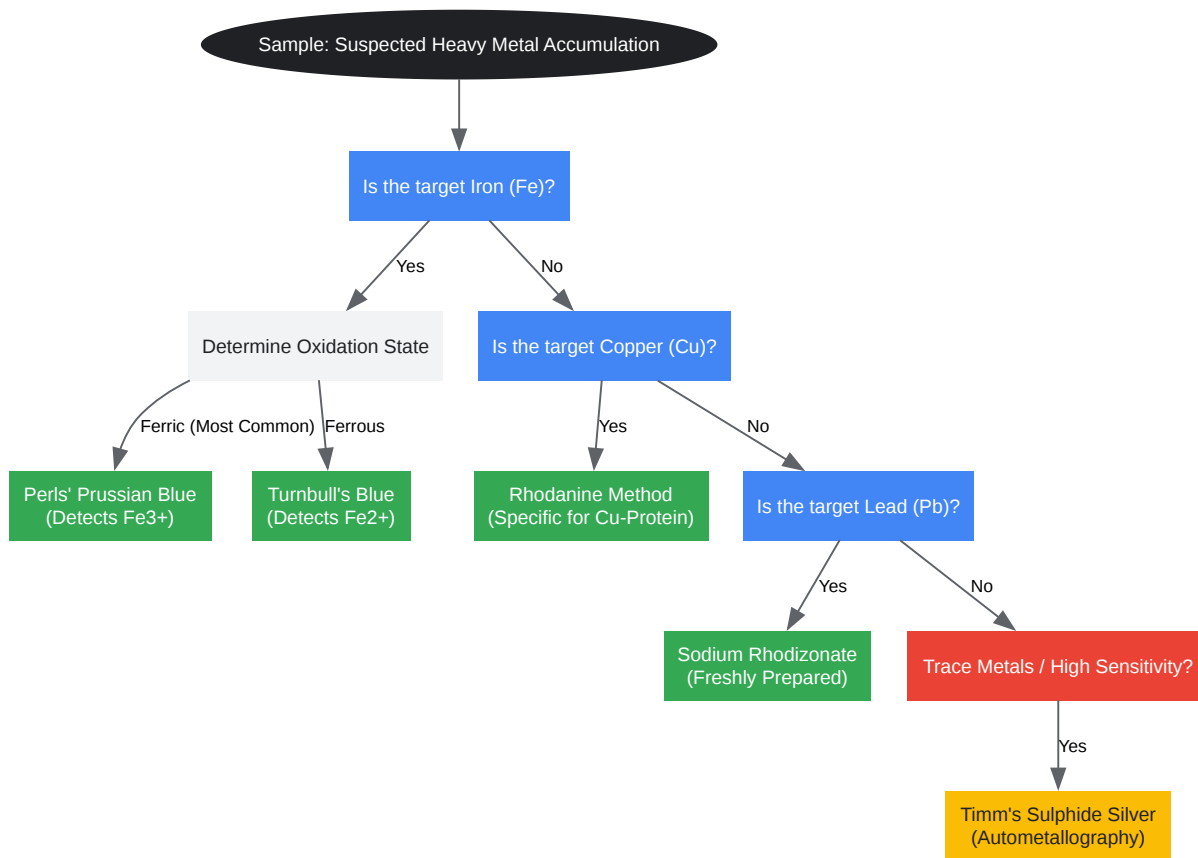 Sample: Suspected Heavy Metal Accumulation
Is the target Iron (Fe)?
Yes
No
Determine Oxidation State
Is the target Copper (Cu)?
Ferric (Most Common)
Ferrous
Yes
No
Perls' Prussian Blue
(Detects Fe3+)
Turnbull's Blue
(Detects Fe2+)
Rhodanine Method
(Specific for Cu-Protein)
Is the target Lead (Pb)?
Yes
No
Sodium Rhodizonate
(Freshly Prepared)
Trace Metals / High Sensitivity?
Yes
Timm's Sulphide Silver
(Autometallography)